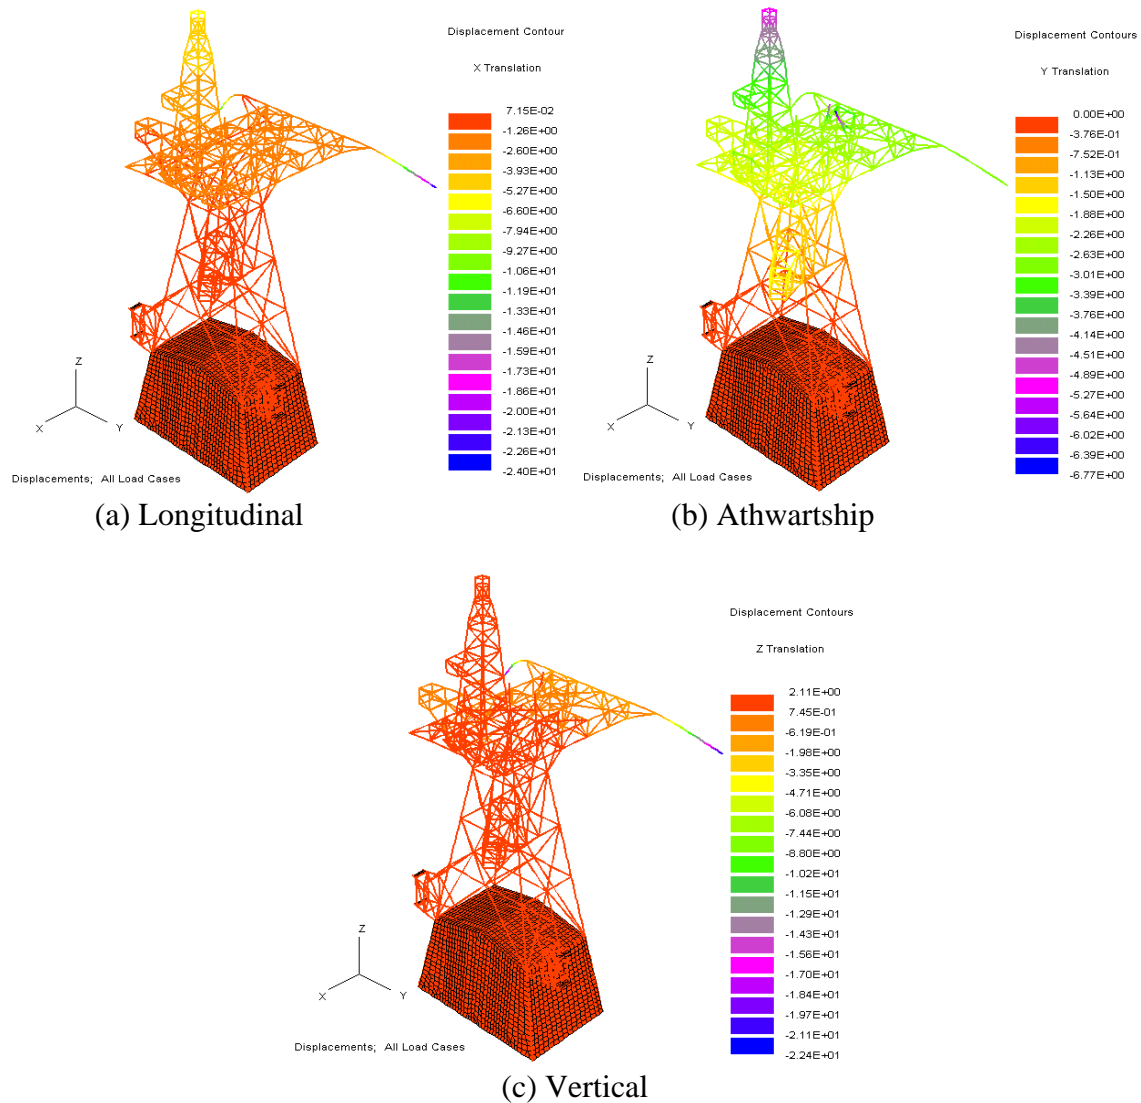 Displacement Contour
X Translation
7.15E-02
-1.26E+00
-2.60E+00
-3.93E+00
-5.27E+00
-6.60E+00
-7.94E+00
-9.27E+00
-1.06E+01
-1.19E+01
-1.33E+01
-1.46E+01
-1.59E+01
-1.73E+01
-1.86E+01
-2.00E+01
-2.13E+01
-2.26E+01
-2.40E+01
Z
X
Y
Displacements; All Load Cases
(a) Longitudinal
Displacement Contours
Y Translation
0.00E+00
-3.76E-01
-7.52E-01
-1.13E+00
-1.50E+00
-1.88E+00
-2.26E+00
-2.63E+00
-3.01E+00
-3.39E+00
-3.76E+00
-4.14E+00
-4.51E+00
-4.89E+00
-5.27E+00
-5.64E+00
-6.02E+00
-6.39E+00
-6.77E+00
Z
X
Y
Displacements; All Load Cases
(b) Athwartship
Displacement Contours
Z Translation
2.11E+00
7.45E-01
-6.19E-01
-1.98E+00
-3.35E+00
-4.71E+00
-6.08E+00
-7.44E+00
-8.80E+00
-1.02E+01
-1.15E+01
-1.29E+01
-1.43E+01
-1.56E+01
-1.70E+01
-1.84E+01
-1.97E+01
-2.11E+01
-2.24E+01
Z
X
Y
Displacements; All Load Cases
(c) Vertical